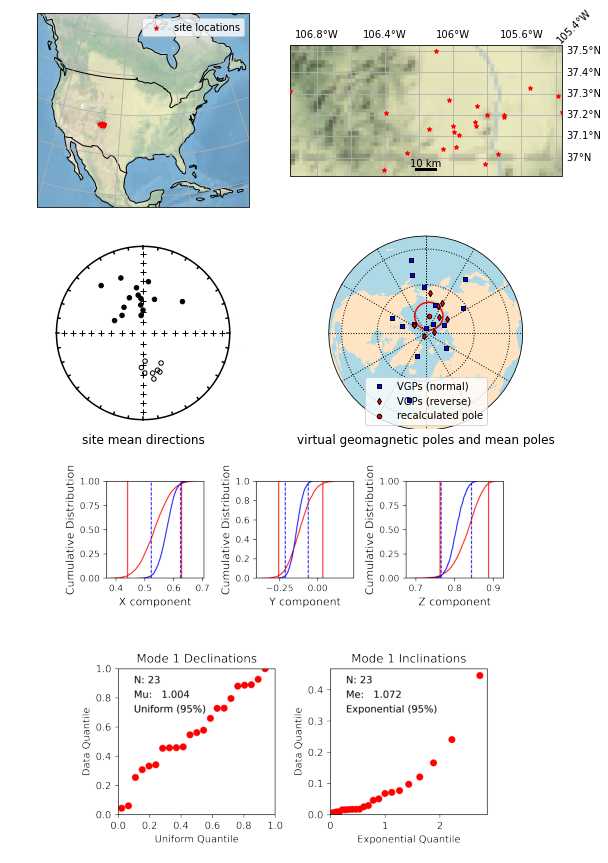 site locations
106.8°W 106.4°W 106°W 105.6°W 105.4°W
37.5°N
37.4°N
37.3°N
37.2°N
37.1°N
37°N
10 km
VGPs (normal)
VGPs (reverse)
recalculated pole
site mean directions
virtual geomagnetic poles and mean poles
Cumulative Distribution
1.00
0.75
0.50
0.25
0.00
0.4 0.5 0.6 0.7
X component
Cumulative Distribution
1.0
0.8
0.6
0.4
0.2
0.0
−0.25 0.00
Y component
Cumulative Distribution
1.00
0.75
0.50
0.25
0.00
0.7 0.8 0.9
Z component
Mode 1 Declinations
N: 23
Mu: 1.004
Uniform (95%)
Data Quantile
1.0
0.8
0.6
0.4
0.2
0.0
0.0 0.2 0.4 0.6 0.8 1.0
Uniform Quantile
Mode 1 Inclinations
N: 23
Me: 1.072
Exponential (95%)
Data Quantile
0.4
0.3
0.2
0.1
0.0
0 1 2
Exponential Quantile